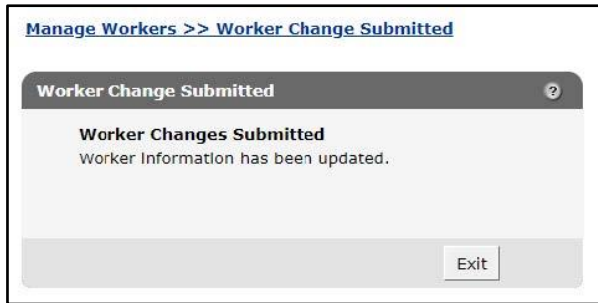 Manage Workers >> Worker Change Submitted
Worker Change Submitted
?
Worker Changes Submitted
Worker Information has been updated.
Exit